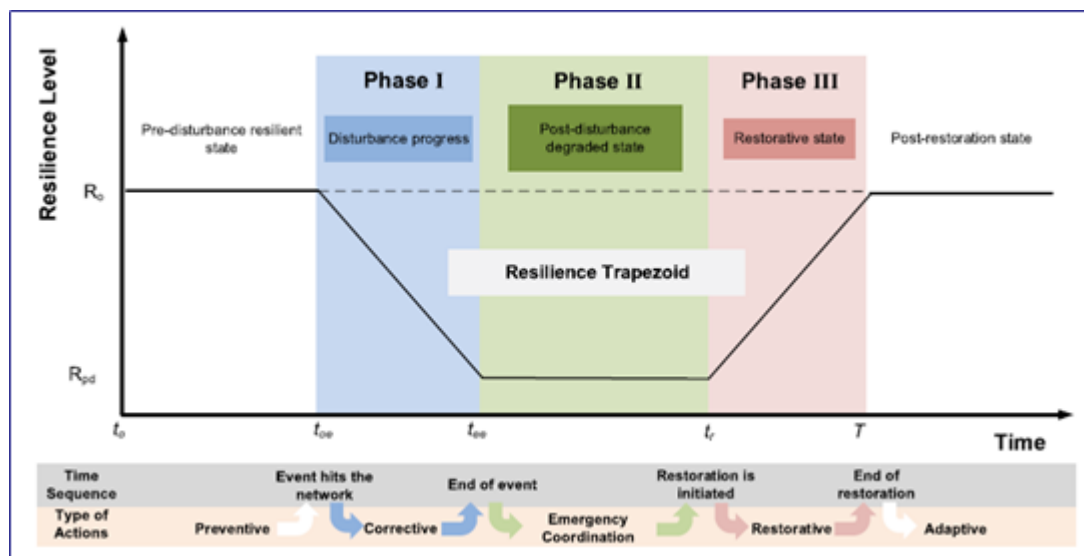 Resilience Level
Phase I
Phase II
Phase III
Pre-disturbance resilient
state
Disturbance progress
Post-disturbance
degraded state
Restorative state
Post-restoration state
R₀
Resilience Trapezoid
Rpd
to
toe
tee
tr
T
Time
Time
Sequence
Event hits the
network
End of event
Restoration is
initiated
End of
restoration
Type of
Actions
Preventive
Corrective
Emergency
Coordination
Restorative
Adaptive